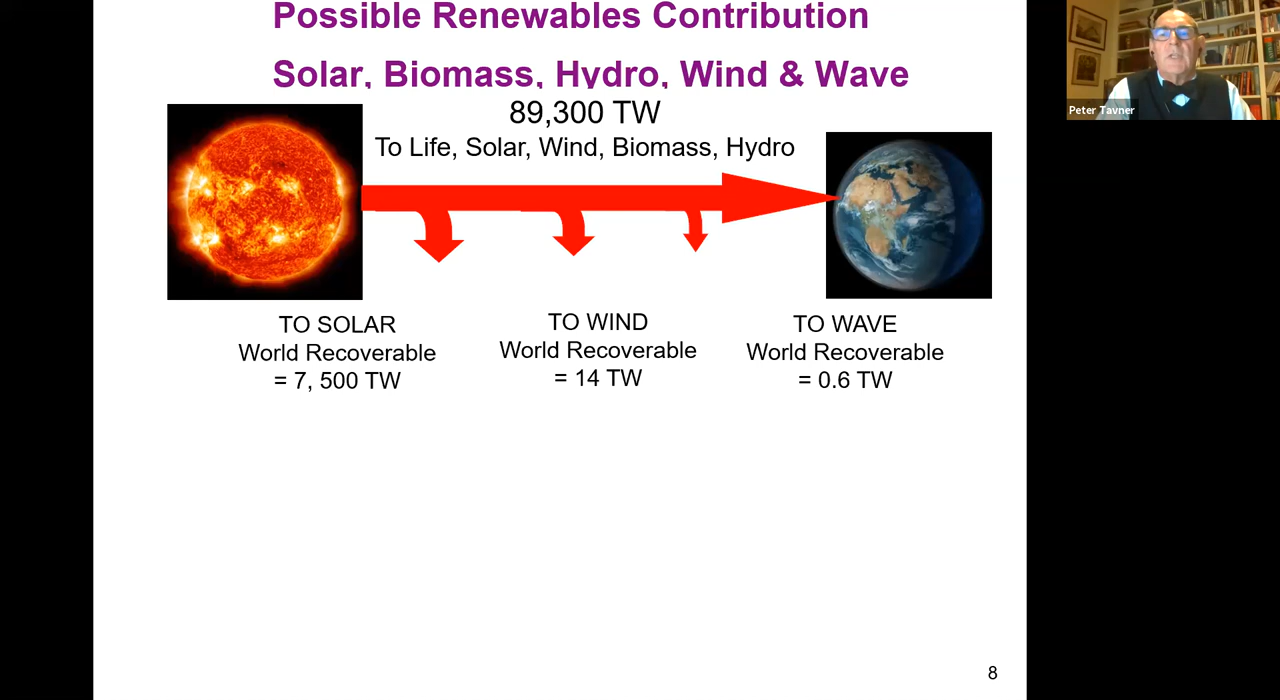 Possible Renewables Contribution
Solar, Biomass, Hydro, Wind & Wave
89,300 TW
To Life, Solar, Wind, Biomass, Hydro
TO SOLAR
World Recoverable
= 7, 500 TW
TO WIND
World Recoverable
= 14 TW
TO WAVE
World Recoverable
= 0.6 TW
8
Peter Tavner